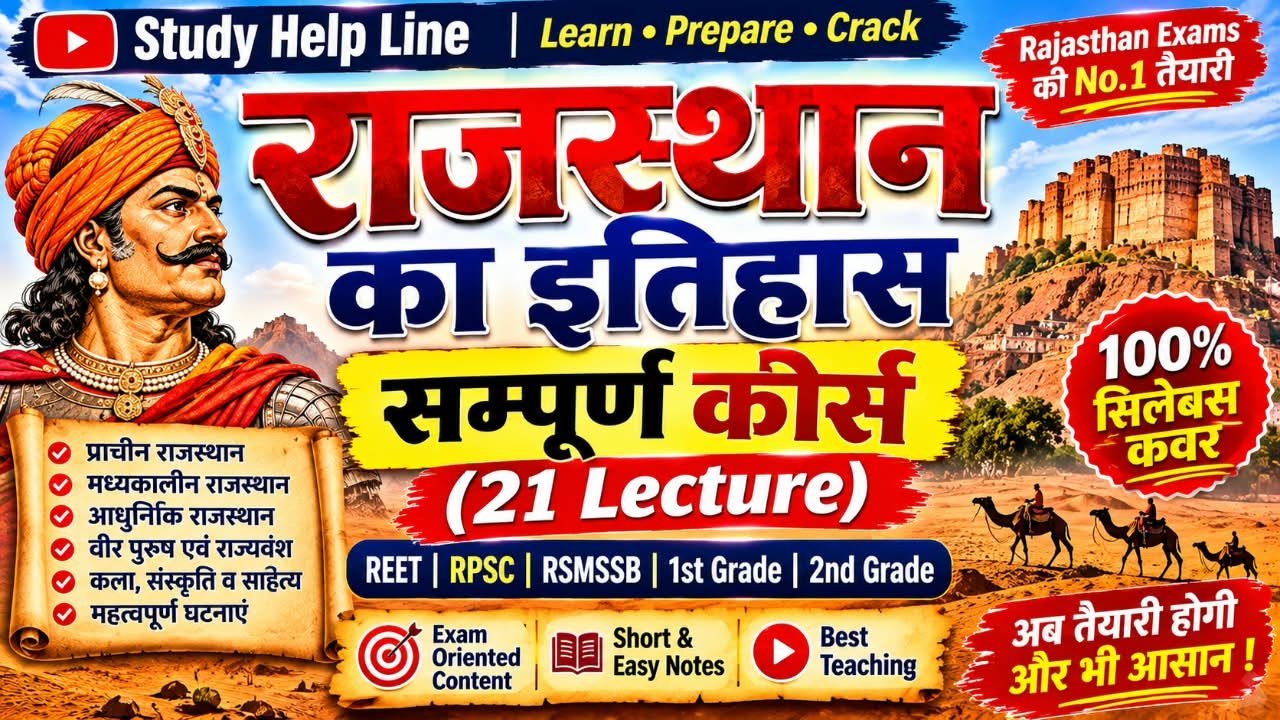 Study Help Line | Learn • Prepare • Crack
Rajasthan Exams
की No.1 तैयारी
राजस्थान
का इतिहास
सम्पूर्ण कोर्स
(21 Lecture)
100%
सिलेबस
कवर
प्राचीन राजस्थान
मध्यकालीन राजस्थान
आधुर्निाक राजस्थान
वीर पुरुष एवं राज्यवंश
कला, संस्कृति व साहित्य
महत्वपूर्ण घटनाएं
REET | RPSC | RSMSSB | 1st Grade | 2nd Grade
Exam
Oriented
Content
Short &
Easy Notes
Best
Teaching
अब तैयारी होगी
और भी आसान !